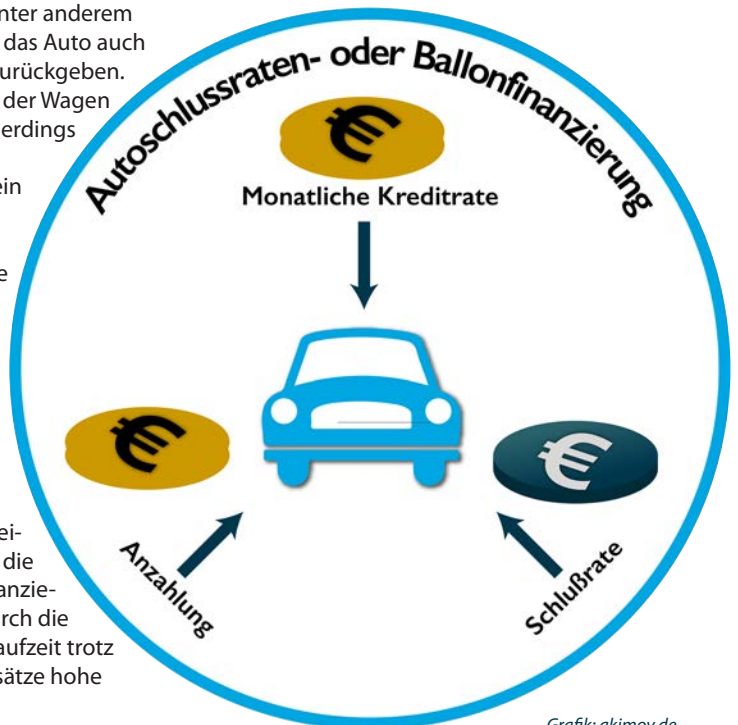 nter anderem
das Auto auch
urückgeben.
der Wagen
erdings
ein
e
ei-
die
anzie-
rch die
aufzeit trotz
sätze hohe
Autoschlussraten- oder Ballonfinanzierung
€
Monatliche Kreditrate
€
€
Anzahlung
Schlußrate
Grafik: akimov.de